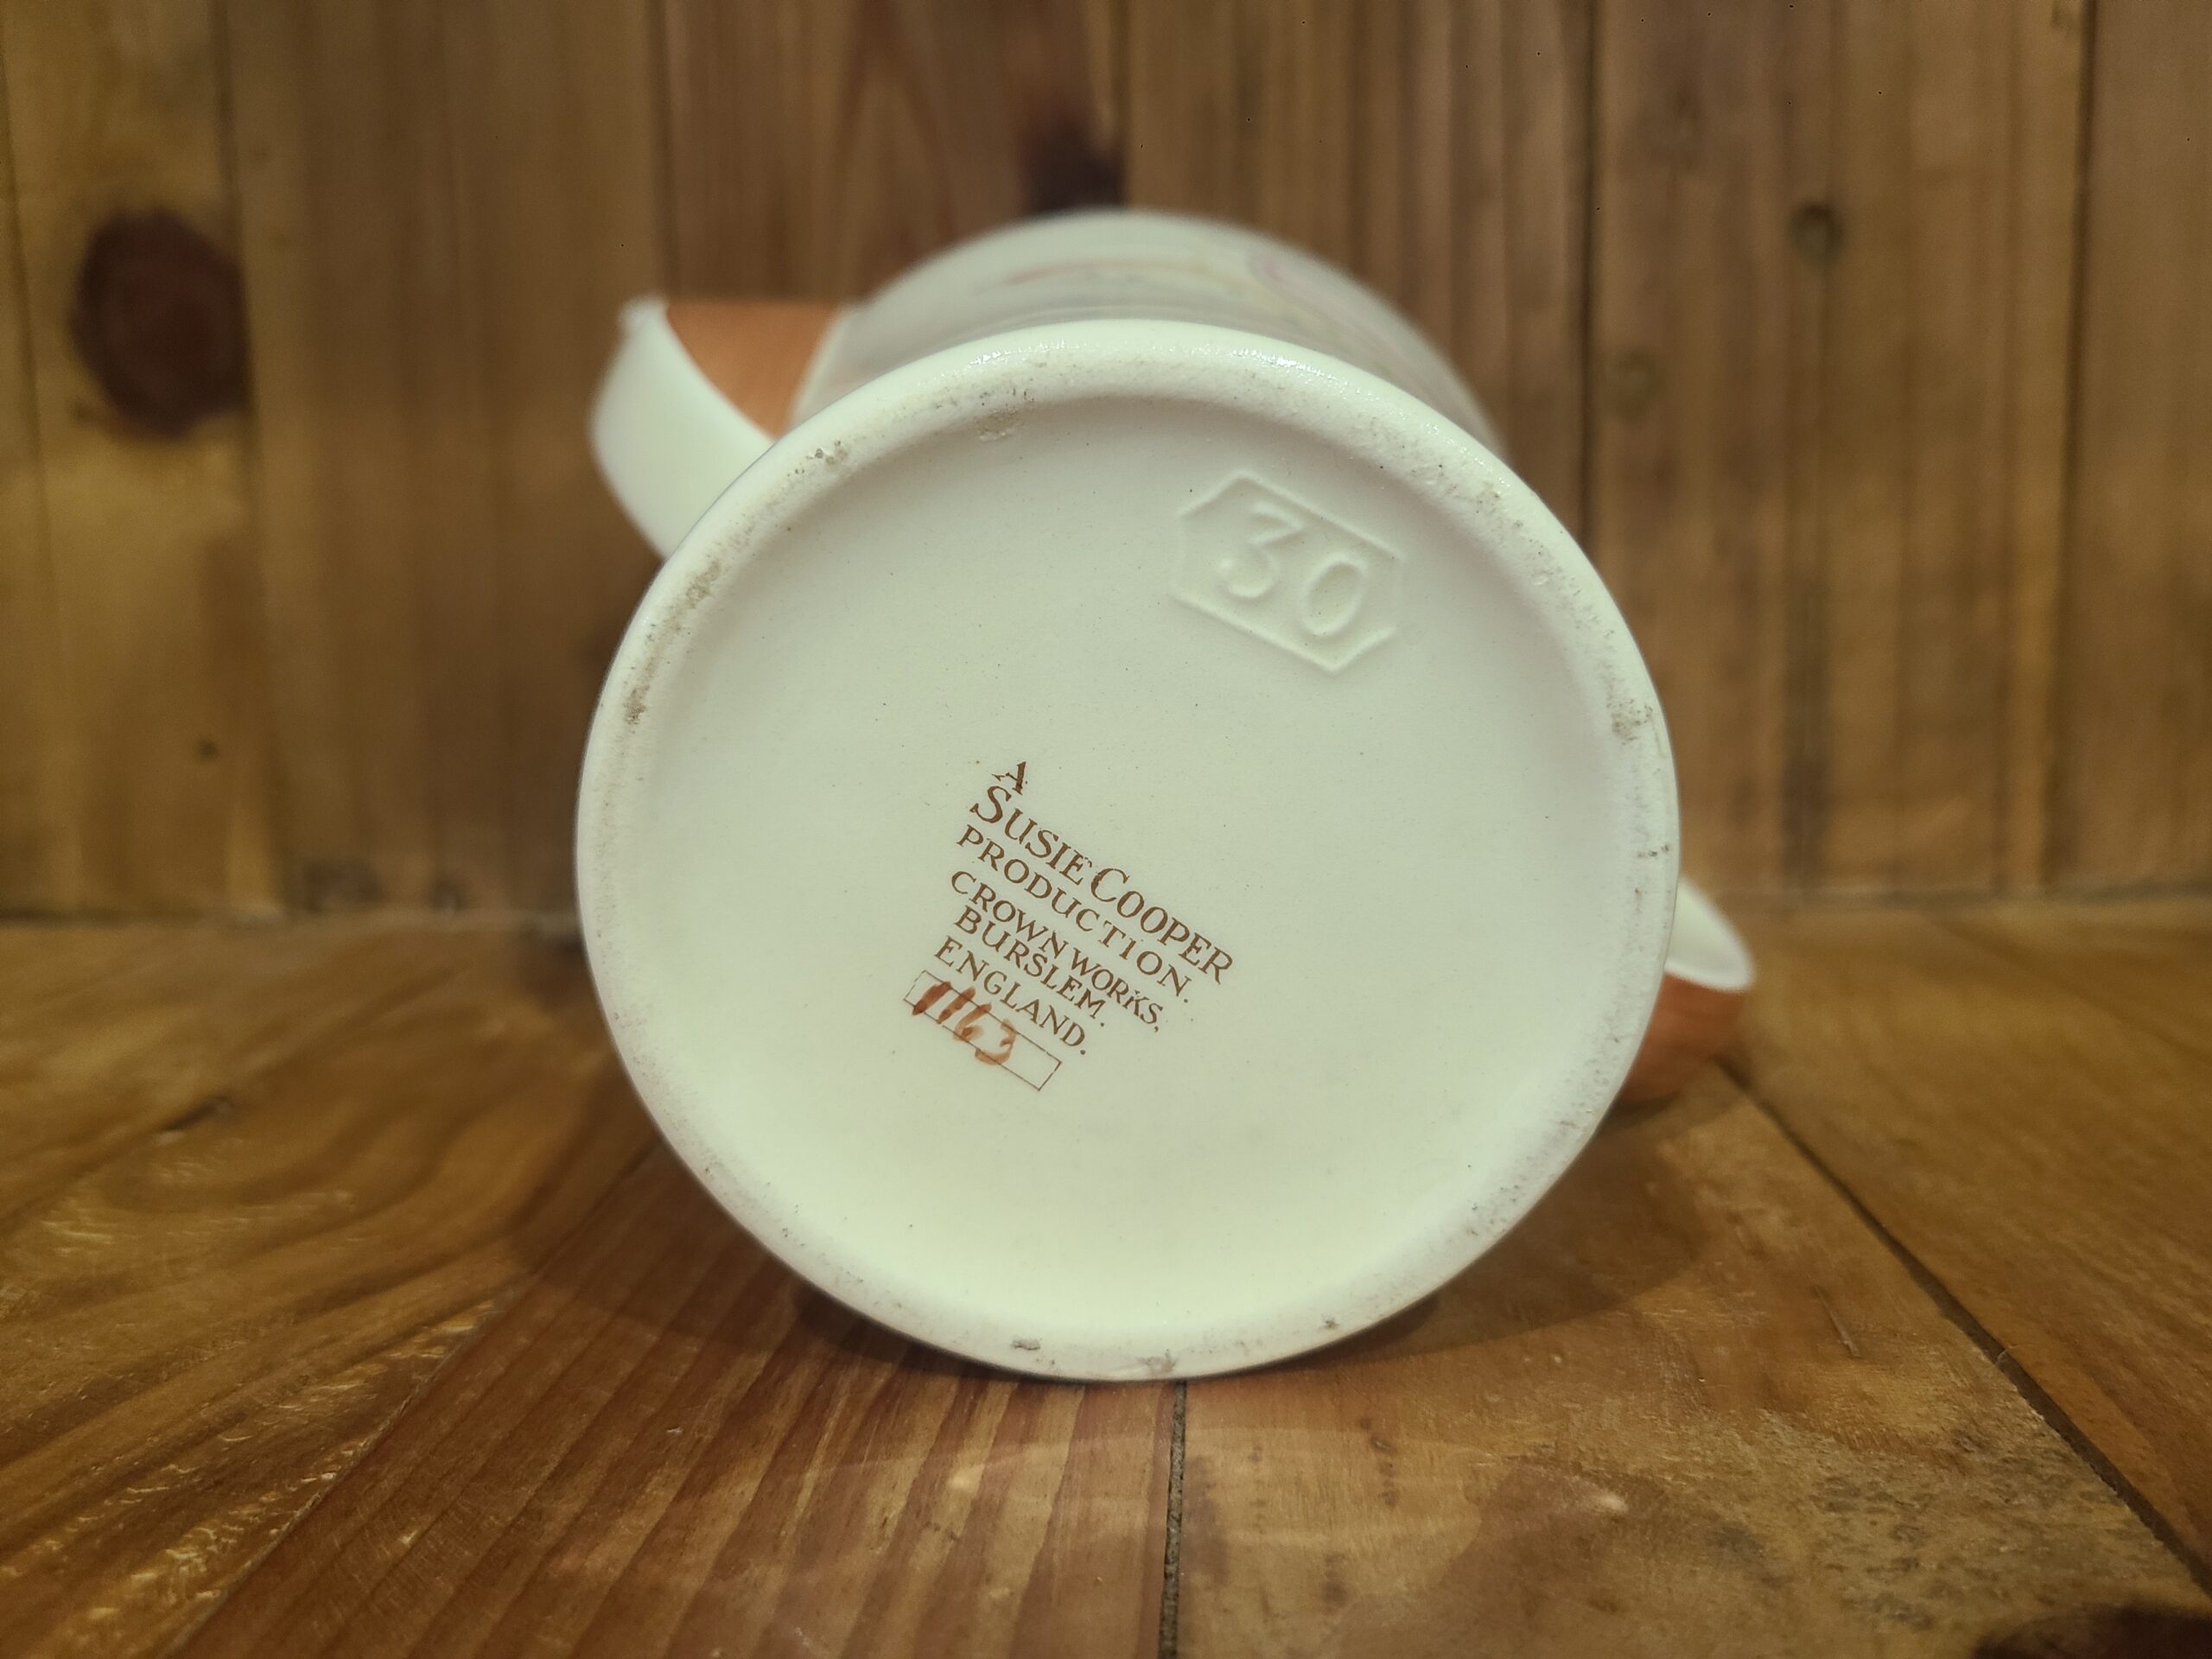 30
A
SUSIE COOPER
PRODUCTION.
CROWN WORKS,
BURSLEM.
ENGLAND.
1163